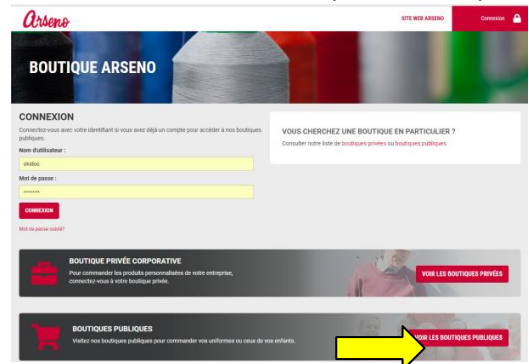 Arseno
SITE WEB ARSENO
Connexion
BOUTIQUE ARSENO
CONNEXION
Connectez-vous avec votre identifiant si vous avez déjà un compte pour accéder à nos boutiques
publiques.
Nom d'utilisateur :
Mot de passe :
••••••••
CONNEXION
Mot de passe oublié?
VOUS CHERCHEZ UNE BOUTIQUE EN PARTICULIER ?
Consulter notre liste de boutiques privées ou boutiques publiques.
BOUTIQUE PRIVÉE CORPORATIVE
Pour commander les produits personnalisées de votre entreprise,
connectez-vous à votre boutique privée.
VOIR LES BOUTIQUES PRIVÉES
BOUTIQUES PUBLIQUES
Visitez nos boutiques publiques pour commander vos uniformes ou ceux de vos enfants.
VOIR LES BOUTIQUES PUBLIQUES